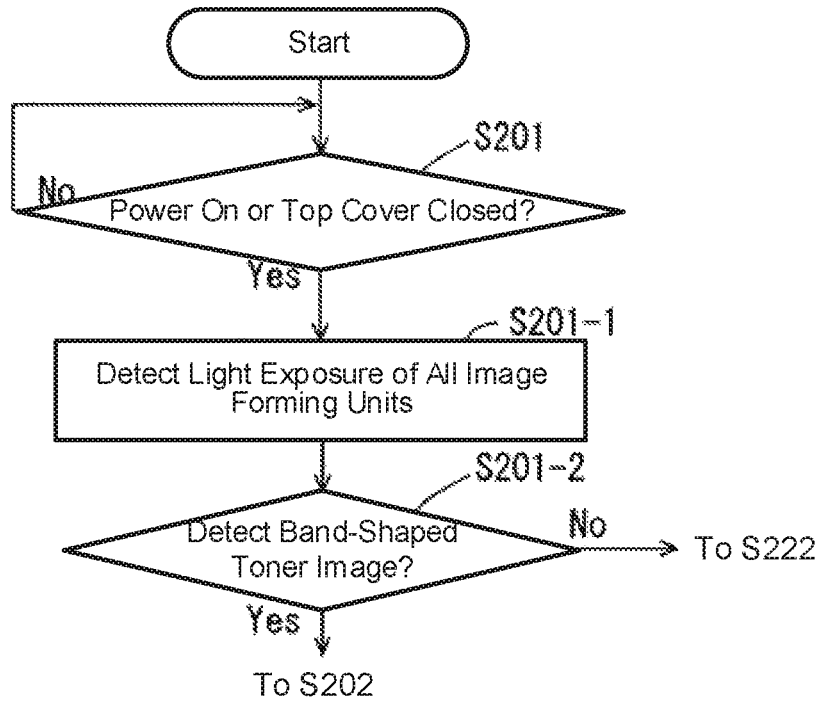 Start
S201
No
Power On or Top Cover Closed?
Yes
S201-1
Detect Light Exposure of All Image
Forming Units
S201-2
Detect Band-Shaped
Toner Image?
No
To S222
Yes
To S202